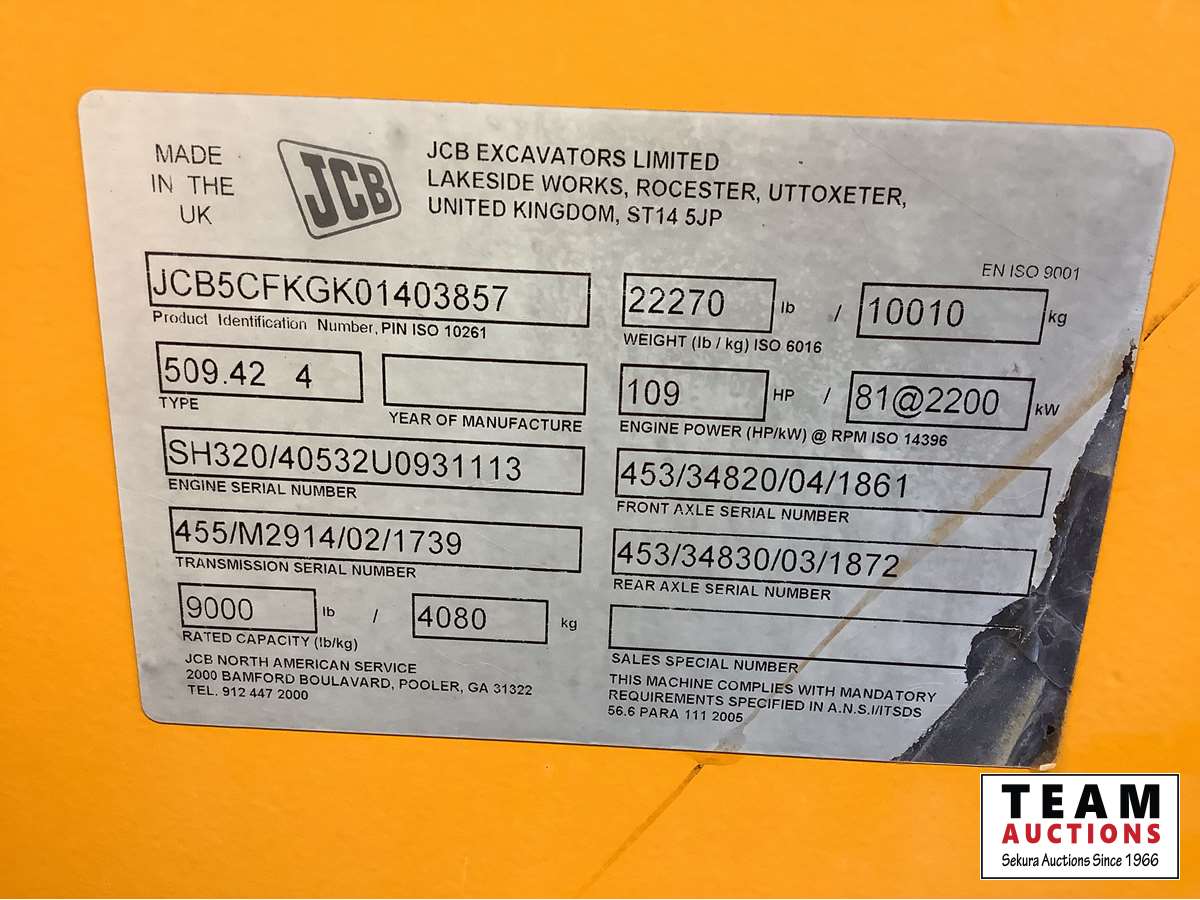 MADE
IN THE
UK
JCB
JCB EXCAVATORS LIMITED
LAKESIDE WORKS, ROCESTER, UTTOXETER,
UNITED KINGDOM, ST14 5JP
EN ISO 9001
JCB5CFKGK01403857
Product Identification Number, PIN ISO 10261
22270 lb / 10010 kg
WEIGHT (lb / kg) ISO 6016
509.42 4
TYPE
YEAR OF MANUFACTURE
109 HP / 81@2200 kW
ENGINE POWER (HP/kW) @ RPM ISO 14396
SH320/40532U0931113
ENGINE SERIAL NUMBER
453/34820/04/1861
FRONT AXLE SERIAL NUMBER
455/M2914/02/1739
TRANSMISSION SERIAL NUMBER
453/34830/03/1872
REAR AXLE SERIAL NUMBER
9000 lb / 4080 kg
RATED CAPACITY (lb/kg)
SALES SPECIAL NUMBER
JCB NORTH AMERICAN SERVICE
2000 BAMFORD BOULAVARD, POOLER, GA 31322
TEL. 912 447 2000
THIS MACHINE COMPLIES WITH MANDATORY
REQUIREMENTS SPECIFIED IN A.N.S.I/ITSDS
56.6 PARA 111 2005
TEAM
AUCTIONS
Sekura Auctions Since 1966